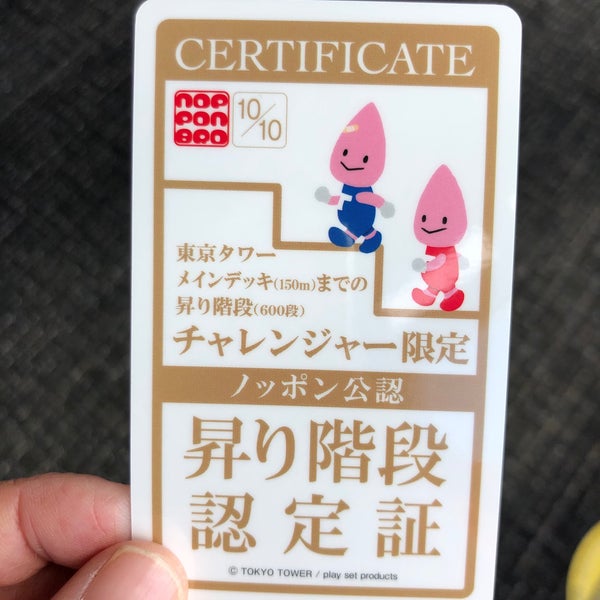 CERTIFICATE
NOP
PON
BRO
10/10
東京タワー
メインデッキ(150m)までの
昇り階段(600段)
チャレンジャー限定
ノッポン公認
昇り階段
認定証
© TOKYO TOWER / play set products